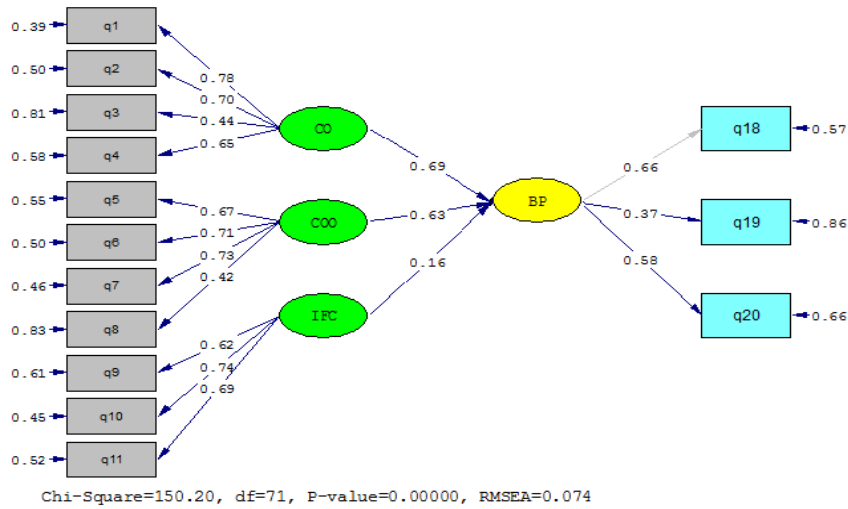 0.39 q1
0.50 q2
0.81 q3
0.58 q4
0.55 q5
0.50 q6
0.46 q7
0.83 q8
0.61 q9
0.45 q10
0.52 q11
0.78
0.70
0.44
0.65
0.67
0.71
0.73
0.42
0.62
0.74
0.69
CO
COO
IFC
0.69
0.63
0.16
BP
0.66
0.37
0.58
q18 0.57
q19 0.86
q20 0.66
Chi-Square=150.20, df=71, P-value=0.00000, RMSEA=0.074